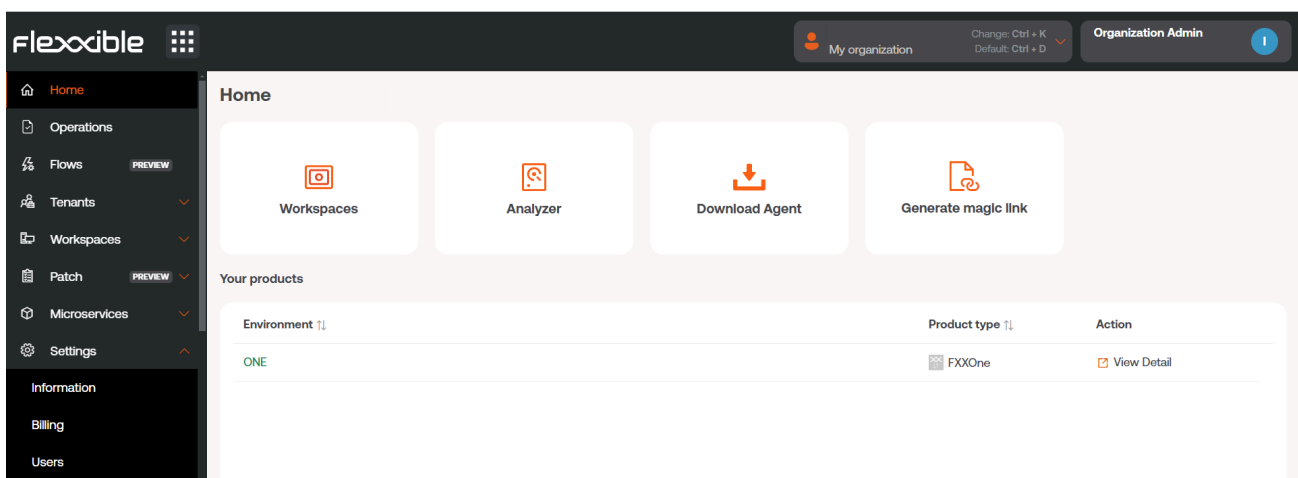 Flexxible
My organization
Change: Ctrl + K
Default: Ctrl + D
Organization Admin
I
Home
Operations
Flows PREVIEW
Tenants
Workspaces
Patch PREVIEW
Microservices
Settings
Information
Billing
Users
Home
Workspaces
Analyzer
Download Agent
Generate magic link
Your products
Environment Product type Action
ONE FXXOne View Detail